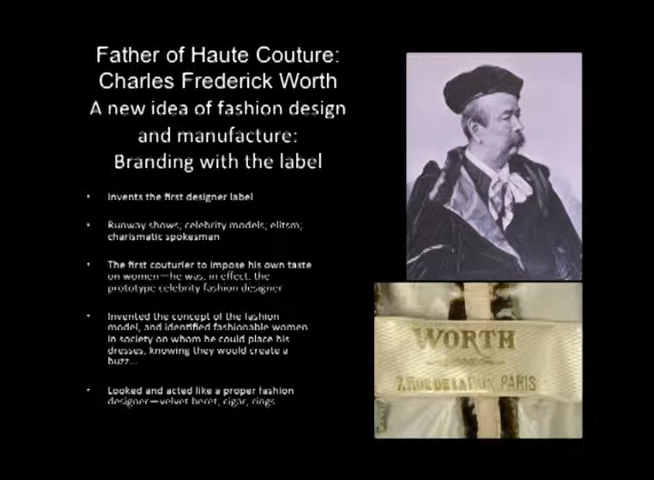 Father of Haute Couture:
Charles Frederick Worth
A new idea of fashion design
and manufacture:
Branding with the label
• Invents the first designer label
• Runway shows; celebrity models; elitsm;
charismatic spokesman
• The first couturier to impose his own taste
on women—he was, in effect, the
prototype celebrity fashion designer
• Invented the concept of the fashion
model, and identified fashionable women
in society on whom he could place his
dresses, knowing they would create a
buzz...
• Looked and acted like a proper fashion
designer—velvet beret, cigar, rings
WORTH
7, RUE DE LA PAIX. PARIS